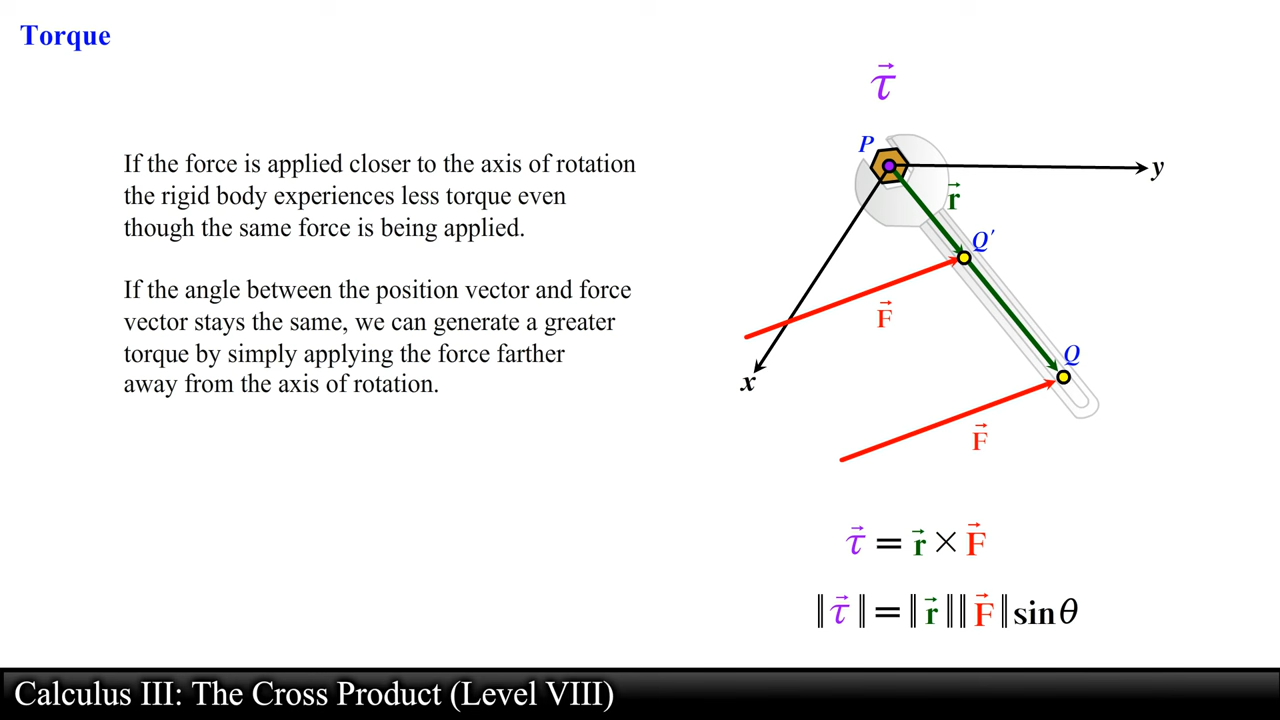 Torque
If the force is applied closer to the axis of rotation
the rigid body experiences less torque even
though the same force is being applied.
If the angle between the position vector and force
vector stays the same, we can generate a greater
torque by simply applying the force farther
away from the axis of rotation.
τ⃗
P
y
r⃗
Q′
F⃗
Q
x
F⃗
τ⃗ = r⃗ × F⃗
‖τ⃗‖ = ‖r⃗‖‖F⃗‖ sin θ
Calculus III: The Cross Product (Level VIII)